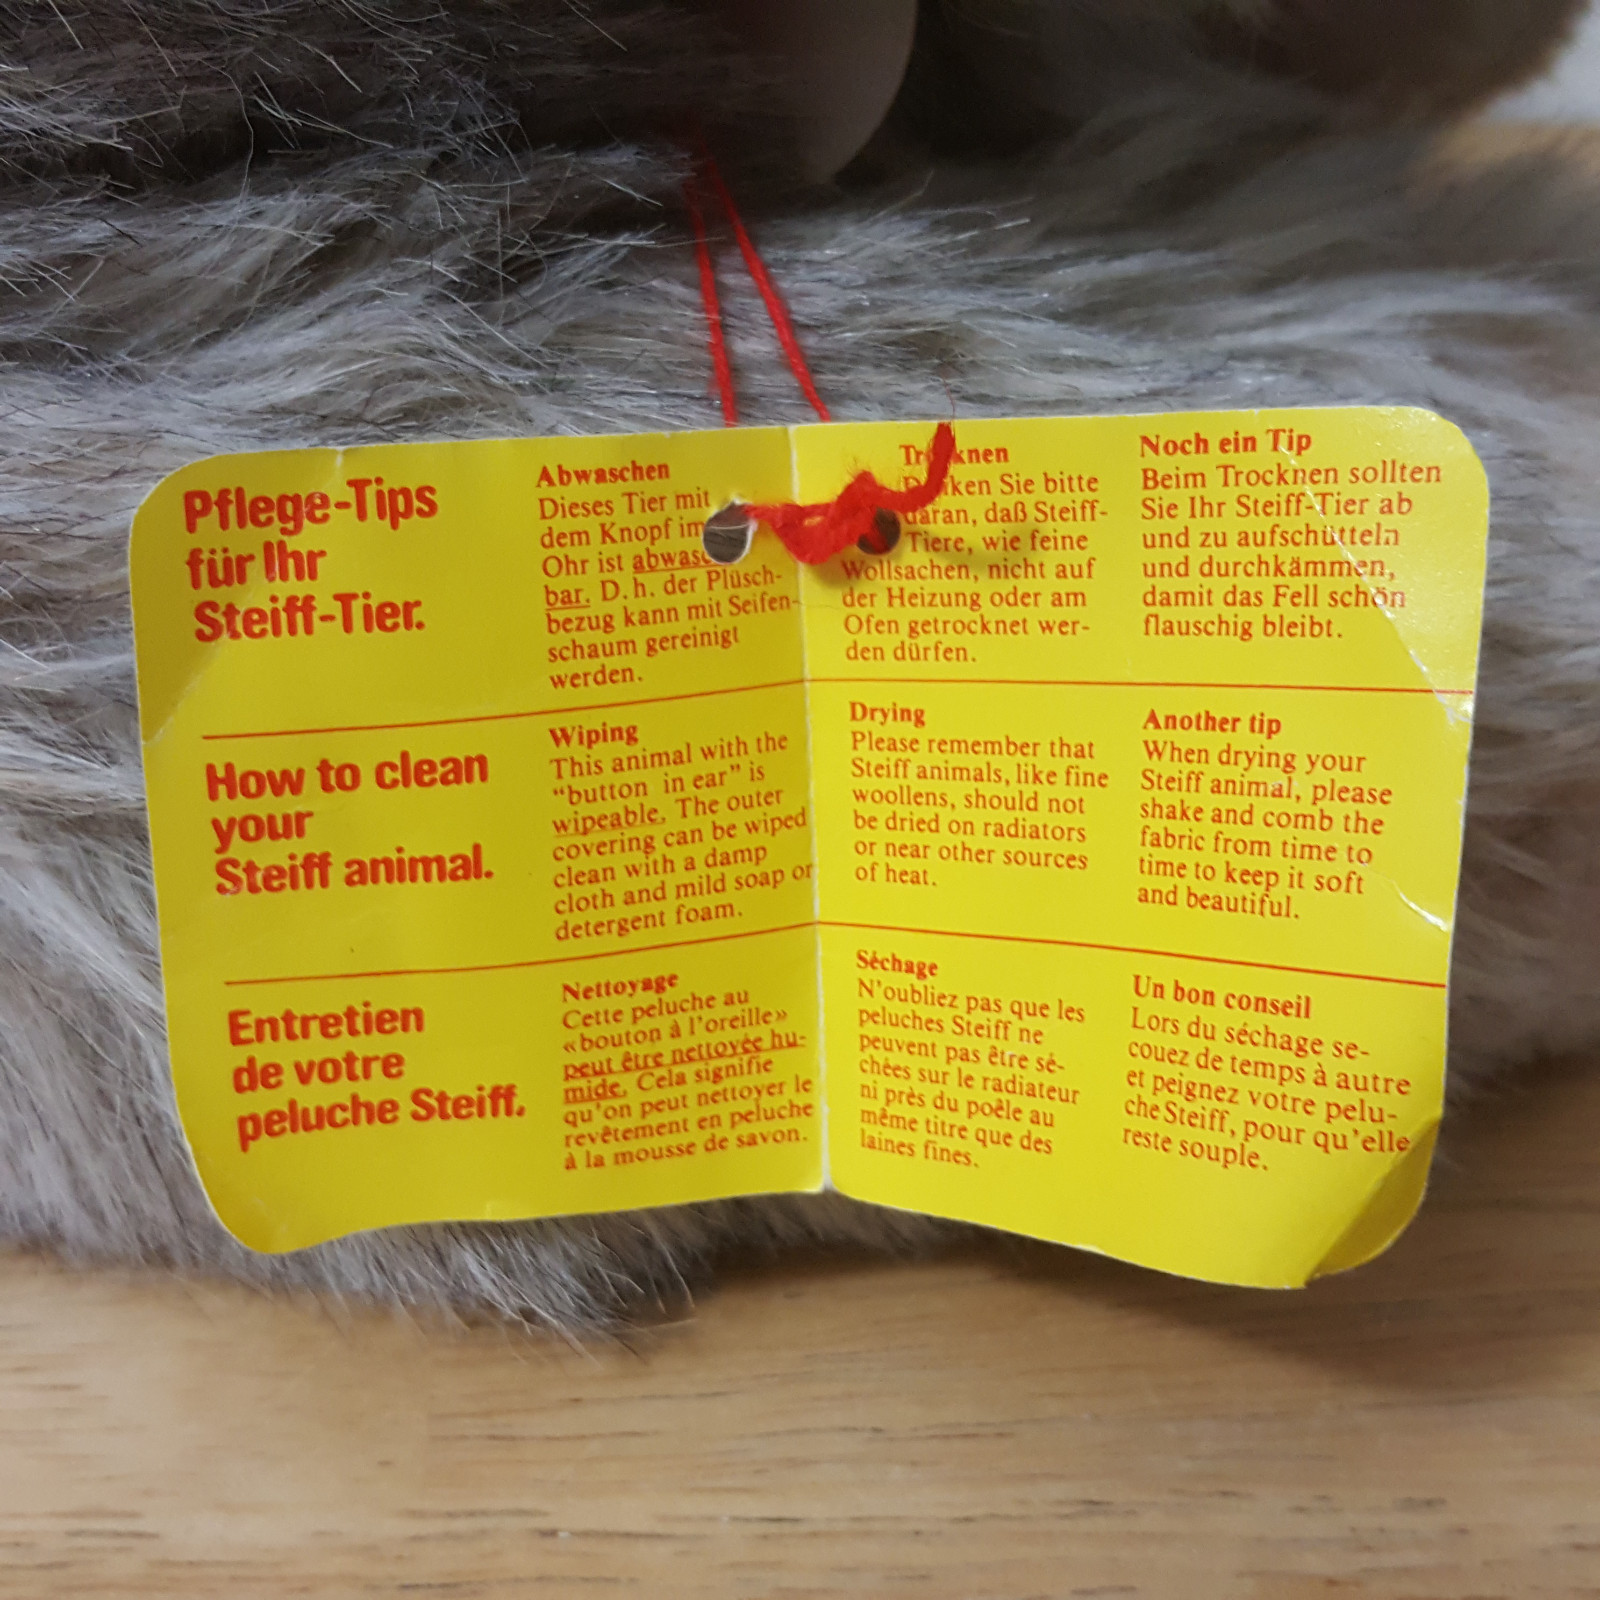 Pflege-Tips
für Ihr
Steiff-Tier.
Abwaschen
Dieses Tier mit
dem Knopf im
Ohr ist abwasc
bar. D. h. der Plüsch-
bezug kann mit Seifen-
schaum gereinigt
werden.
Trocknen
Denken Sie bitte
daran, daß Steiff-
Tiere, wie feine
Wollsachen, nicht auf
der Heizung oder am
Ofen getrocknet wer-
den dürfen.
Noch ein Tip
Beim Trocknen sollten
Sie Ihr Steiff-Tier ab
und zu aufschütteln
und durchkämmen,
damit das Fell schön
flauschig bleibt.
How to clean
your
Steiff animal.
Wiping
This animal with the
“button in ear” is
wipeable. The outer
covering can be wiped
clean with a damp
cloth and mild soap or
detergent foam.
Drying
Please remember that
Steiff animals, like fine
woollens, should not
be dried on radiators
or near other sources
of heat.
Another tip
When drying your
Steiff animal, please
shake and comb the
fabric from time to
time to keep it soft
and beautiful.
Entretien
de votre
peluche Steiff.
Nettoyage
Cette peluche au
«bouton à l’oreille»
peut être nettoyée hu-
mide. Cela signifie
qu’on peut nettoyer le
revêtement en peluche
à la mousse de savon.
Séchage
N’oubliez pas que les
peluches Steiff ne
peuvent pas être sé-
chées sur le radiateur
ni près du poêle au
même titre que des
laines fines.
Un bon conseil
Lors du séchage se-
couez de temps à autre
et peignez votre pelu-
che Steiff, pour qu’elle
reste souple.